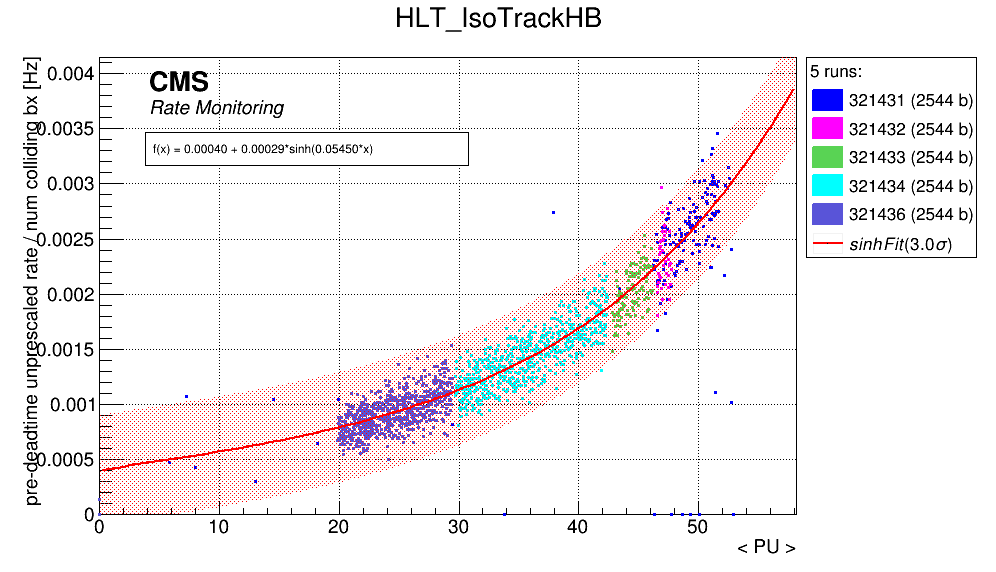 HLT_IsoTrackHB
pre-deadtime unprescaled rate / num colliding bx [Hz]
0.004
0.0035
0.003
0.0025
0.002
0.0015
0.001
0.0005
0
CMS
Rate Monitoring
f(x) = 0.00040 + 0.00029*sinh(0.05450*x)
0 10 20 30 40 50
< PU >
5 runs:
321431 (2544 b)
321432 (2544 b)
321433 (2544 b)
321434 (2544 b)
321436 (2544 b)
sinhFit(3.0σ)